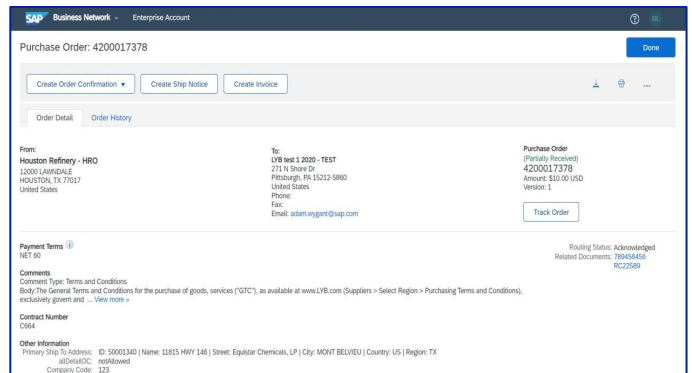 SAP Business Network Enterprise Account
BL
Purchase Order: 4200017378
Done
Create Order Confirmation ▼
Create Ship Notice
Create Invoice
...
Order Detail
Order History
From:
Houston Refinery - HRO
12000 LAWNDALE
HOUSTON, TX 77017
United States
To:
LYB test 1 2020 - TEST
271 N Shore Dr
Pittsburgh, PA 15212-5860
United States
Phone:
Fax:
Email: adam.wygant@sap.com
Purchase Order
(Partially Received)
4200017378
Amount: $10.00 USD
Version: 1
Track Order
Payment Terms
NET 60
Routing Status: Acknowledged
Related Documents: 789456456
RC22589
Comments
Comment Type: Terms and Conditions
Body:The General Terms and Conditions for the purchase of goods, services ("GTC"), as available at www.LYB.com (Suppliers > Select Region > Purchasing Terms and Conditions),
exclusively govern and ... View more »
Contract Number
C664
Other Information
Primary Ship To Address: ID: 50001340 | Name: 11815 HWY 146 | Street: Equistar Chemicals, LP | City: MONT BELVIEU | Country: US | Region: TX
allDetailOC: notAllowed
Company Code: 123